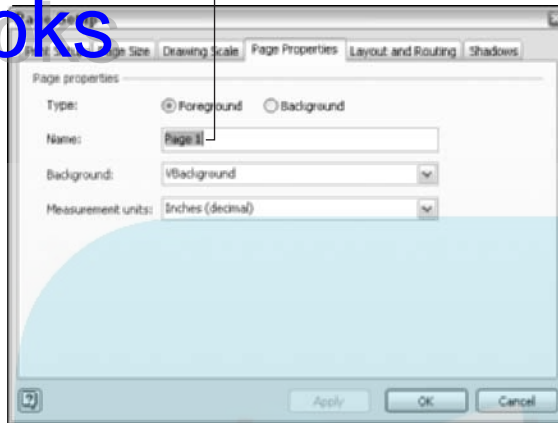 oks
Page Size Drawing Scale Page Properties Layout and Routing Shadows
Page properties
Type: Foreground Background
Name: Page 1
Background: VBackground
Measurement units: Inches (decimal)
Apply OK Cancel